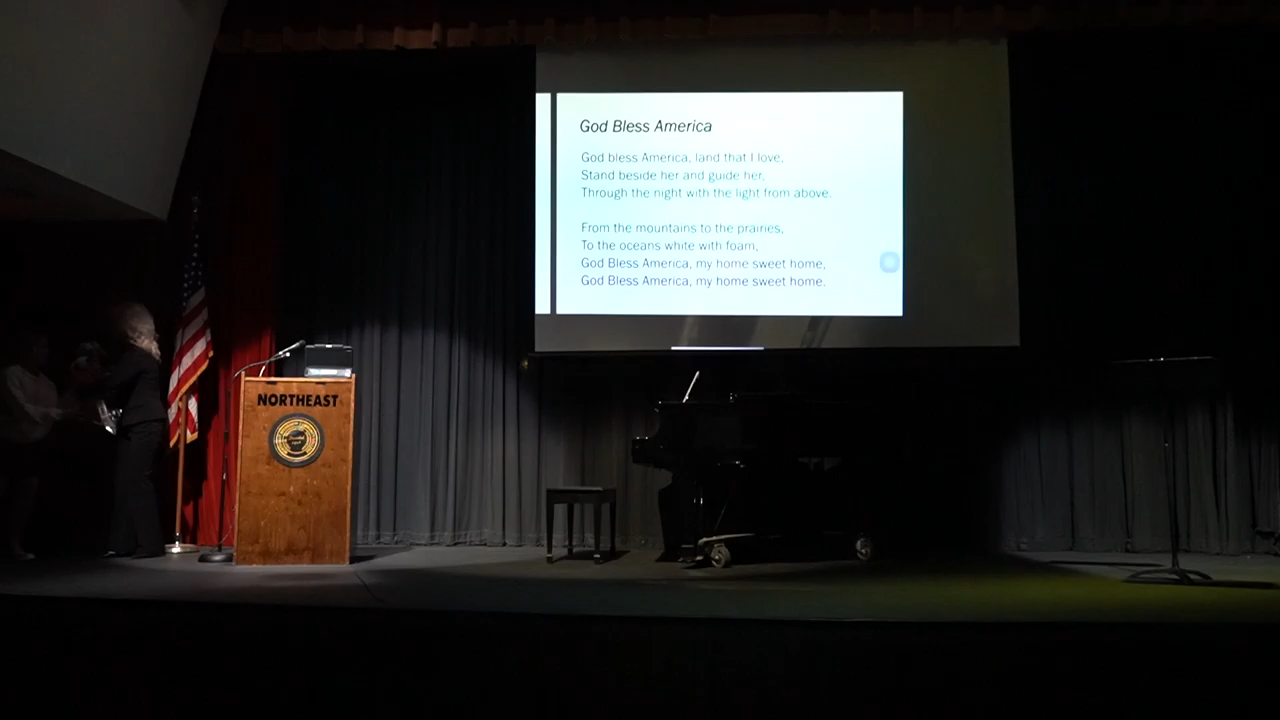 God Bless America
God bless America, land that I love,
Stand beside her and guide her,
Through the night with the light from above.
From the mountains to the prairies,
To the oceans white with foam,
God Bless America, my home sweet home,
God Bless America, my home sweet home.
NORTHEAST